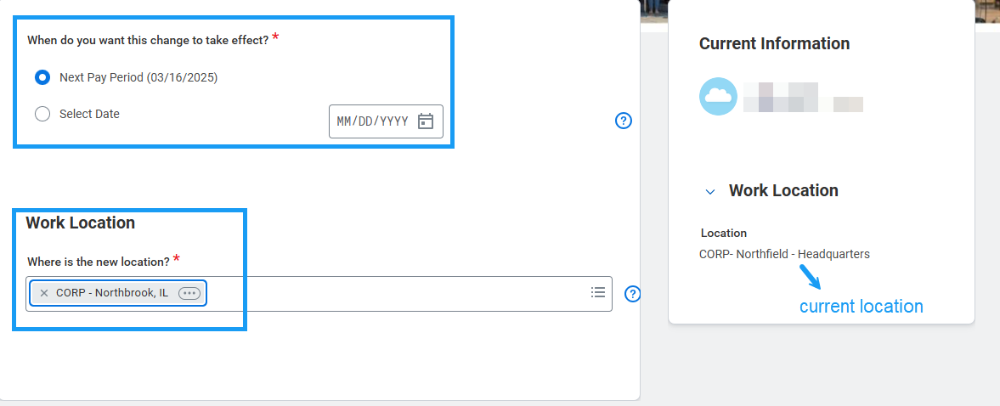 When do you want this change to take effect? *
Next Pay Period (03/16/2025)
Select Date
MM/DD/YYYY
?
Work Location
Where is the new location? *
CORP - Northbrook, IL
?
Current Information
Work Location
Location
CORP- Northfield - Headquarters
current location